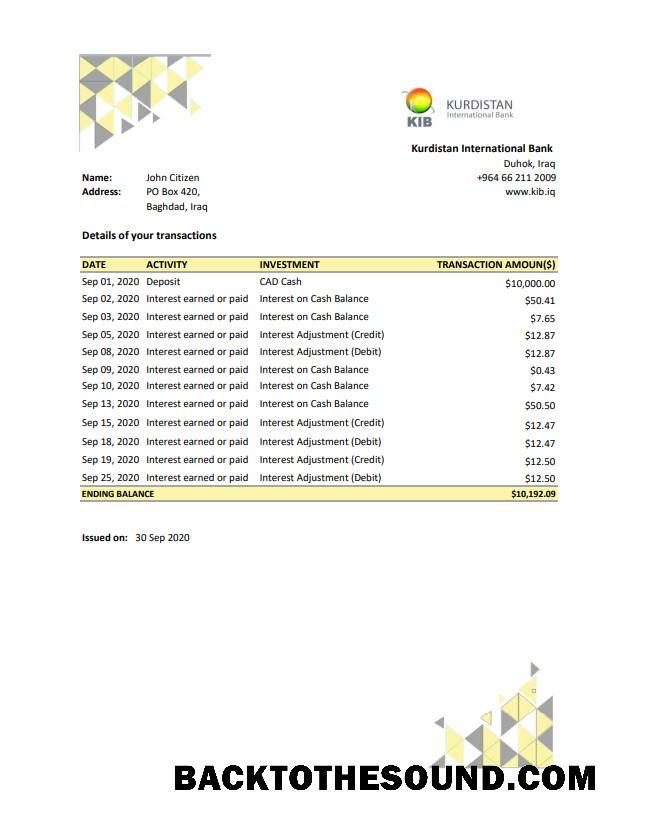 KIB
KURDISTAN
International Bank
Kurdistan International Bank
Duhok, Iraq
Name: John Citizen +964 66 211 2009
Address: PO Box 420, www.kib.iq
Baghdad, Iraq
Details of your transactions
DATE ACTIVITY INVESTMENT TRANSACTION AMOUN($)
Sep 01, 2020 Deposit CAD Cash $10,000.00
Sep 02, 2020 Interest earned or paid Interest on Cash Balance $50.41
Sep 03, 2020 Interest earned or paid Interest on Cash Balance $7.65
Sep 05, 2020 Interest earned or paid Interest Adjustment (Credit) $12.87
Sep 08, 2020 Interest earned or paid Interest Adjustment (Debit) $12.87
Sep 09, 2020 Interest earned or paid Interest on Cash Balance $0.43
Sep 10, 2020 Interest earned or paid Interest on Cash Balance $7.42
Sep 13, 2020 Interest earned or paid Interest on Cash Balance $50.50
Sep 15, 2020 Interest earned or paid Interest Adjustment (Credit) $12.47
Sep 18, 2020 Interest earned or paid Interest Adjustment (Debit) $12.47
Sep 19, 2020 Interest earned or paid Interest Adjustment (Credit) $12.50
Sep 25, 2020 Interest earned or paid Interest Adjustment (Debit) $12.50
ENDING BALANCE $10,192.09
Issued on: 30 Sep 2020
BACKTOTHESOUND.COM